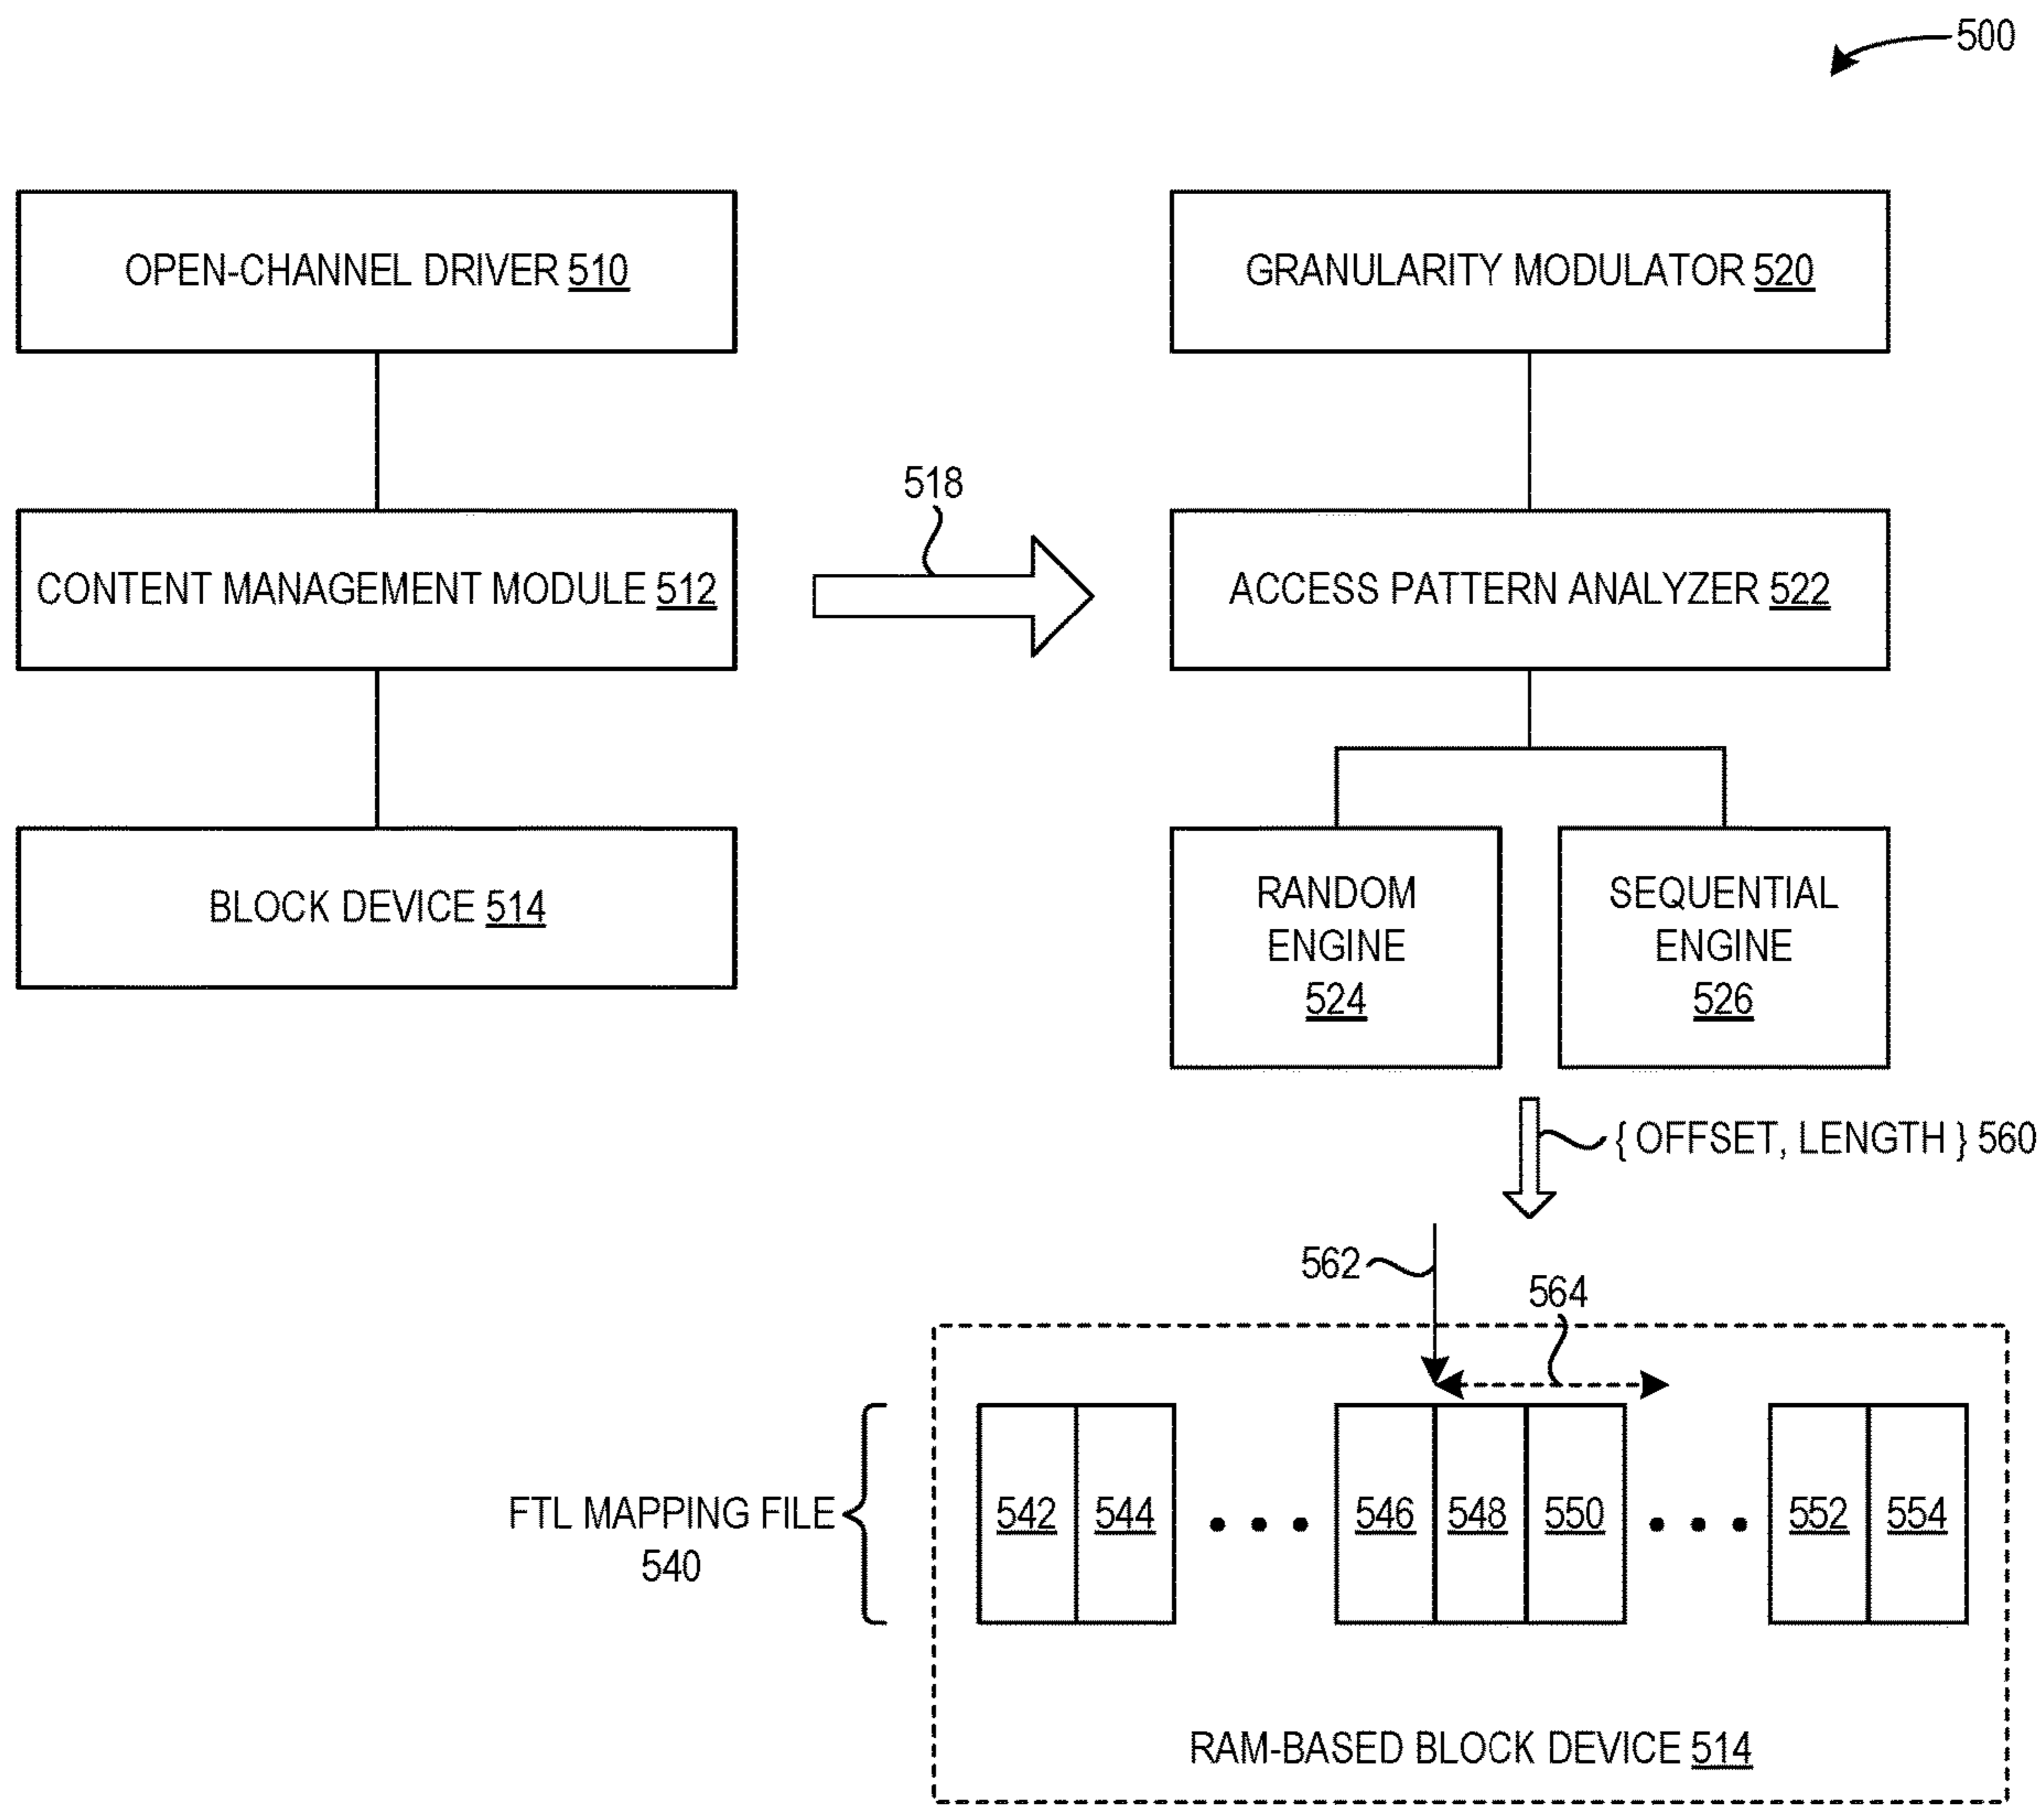 500
OPEN-CHANNEL DRIVER 510
GRANULARITY MODULATOR 520
518
CONTENT MANAGEMENT MODULE 512
ACCESS PATTERN ANALYZER 522
BLOCK DEVICE 514
RANDOM
ENGINE
524
SEQUENTIAL
ENGINE
526
{ OFFSET, LENGTH } 560
562
564
FTL MAPPING FILE
540
542 544 • • • 546 548 550 • • • 552 554
RAM-BASED BLOCK DEVICE 514